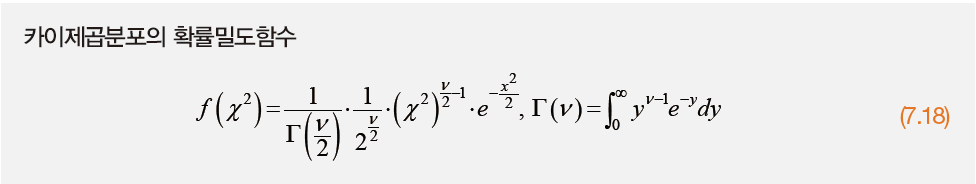 카이제곱분포의 확률밀도함수
f(χ²)=1/Γ(ν/2)·1/2^(ν/2)·(χ²)^(ν/2−1)·e^(−x²/2), Γ(ν)=∫₀^∞ y^(ν−1)e^(−y)dy (7.18)